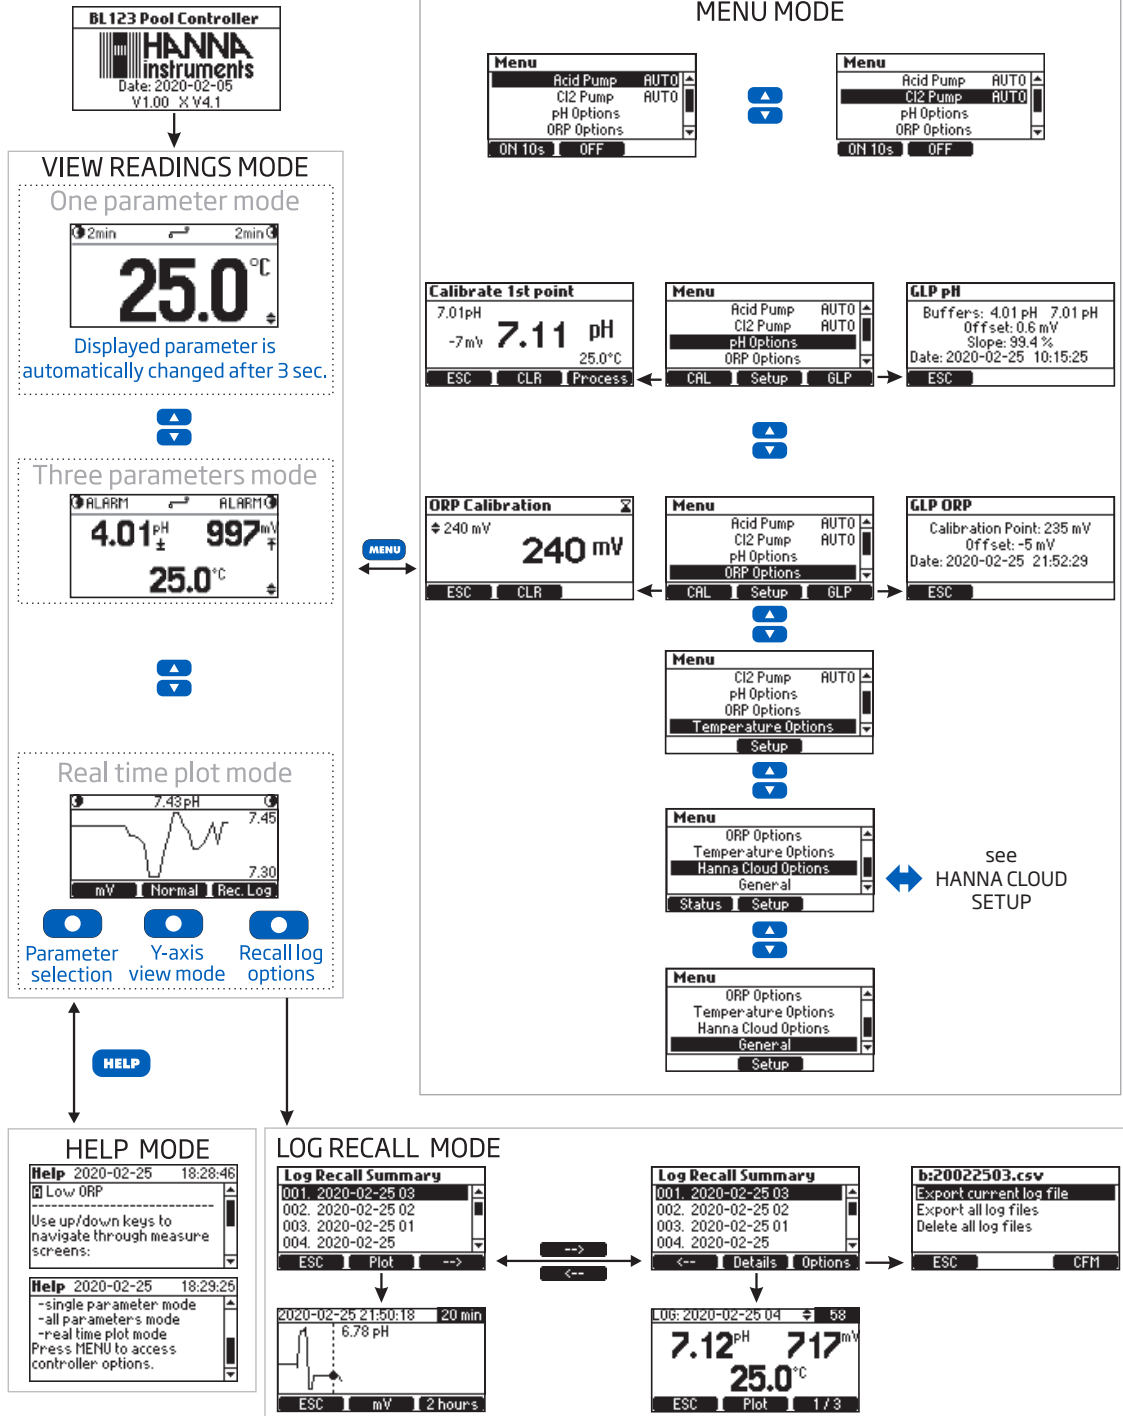 BL123 Pool Controller
HANNA
instruments
Date: 2020-02-05
V1.00 X V4.1
VIEW READINGS MODE
One parameter mode
2min 2min
25.0°C
Displayed parameter is
automatically changed after 3 sec.
Three parameters mode
ALARM ALARM
4.01 pH 997 mV
25.0°C
Real time plot mode
7.43 pH
7.45
7.30
mV Normal Rec. Log
Parameter selection
Y-axis view mode
Recall log options
HELP
MENU
MENU MODE
Menu
Acid Pump AUTO
Cl2 Pump AUTO
pH Options
ORP Options
ON 10s OFF
Menu
Acid Pump AUTO
Cl2 Pump AUTO
pH Options
ORP Options
ON 10s OFF
Calibrate 1st point
7.01pH
-7mV 7.11 pH
25.0°C
ESC CLR Process
Menu
Acid Pump AUTO
Cl2 Pump AUTO
pH Options
ORP Options
CAL Setup GLP
GLP pH
Buffers: 4.01 pH 7.01 pH
Offset: 0.6 mV
Slope: 99.4 %
Date: 2020-02-25 10:15:25
ESC
ORP Calibration
240 mV
240 mV
ESC CLR
Menu
Acid Pump AUTO
Cl2 Pump AUTO
pH Options
ORP Options
CAL Setup GLP
GLP ORP
Calibration Point: 235 mV
Offset: -5 mV
Date: 2020-02-25 21:52:29
ESC
Menu
Cl2 Pump AUTO
pH Options
ORP Options
Temperature Options
Setup
Menu
ORP Options
Temperature Options
Hanna Cloud Options
General
Status Setup
see
HANNA CLOUD
SETUP
Menu
ORP Options
Temperature Options
Hanna Cloud Options
General
Setup
HELP MODE
Help 2020-02-25 18:28:46
Low ORP
------------------------
Use up/down keys to
navigate through measure
screens:
Help 2020-02-25 18:29:25
-single parameter mode
-all parameters mode
-real time plot mode
Press MENU to access
controller options.
LOG RECALL MODE
Log Recall Summary
001. 2020-02-25 03
002. 2020-02-25 02
003. 2020-02-25 01
004. 2020-02-25
ESC Plot -->
-->
<--
Log Recall Summary
001. 2020-02-25 03
002. 2020-02-25 02
003. 2020-02-25 01
004. 2020-02-25
<-- Details Options
b:20022503.csv
Export current log file
Export all log files
Delete all log files
ESC CFM
2020-02-25 21:50:18 20 min
6.78 pH
ESC mV 2 hours
LOG: 2020-02-25 04 58
7.12 pH 717 mV
25.0°C
ESC Plot 1 / 3